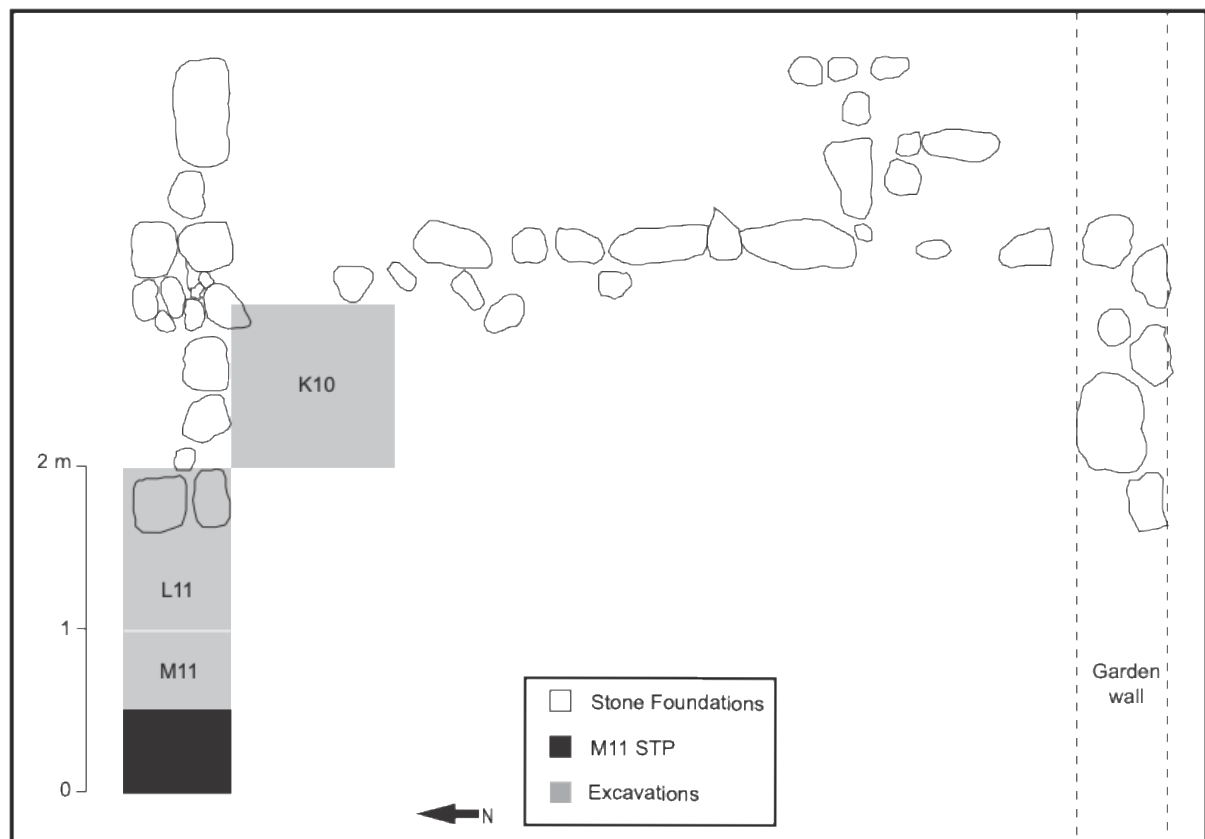 K10
2 m
L11
1
M11
0
Garden
wall
Stone Foundations
M11 STP
Excavations
N